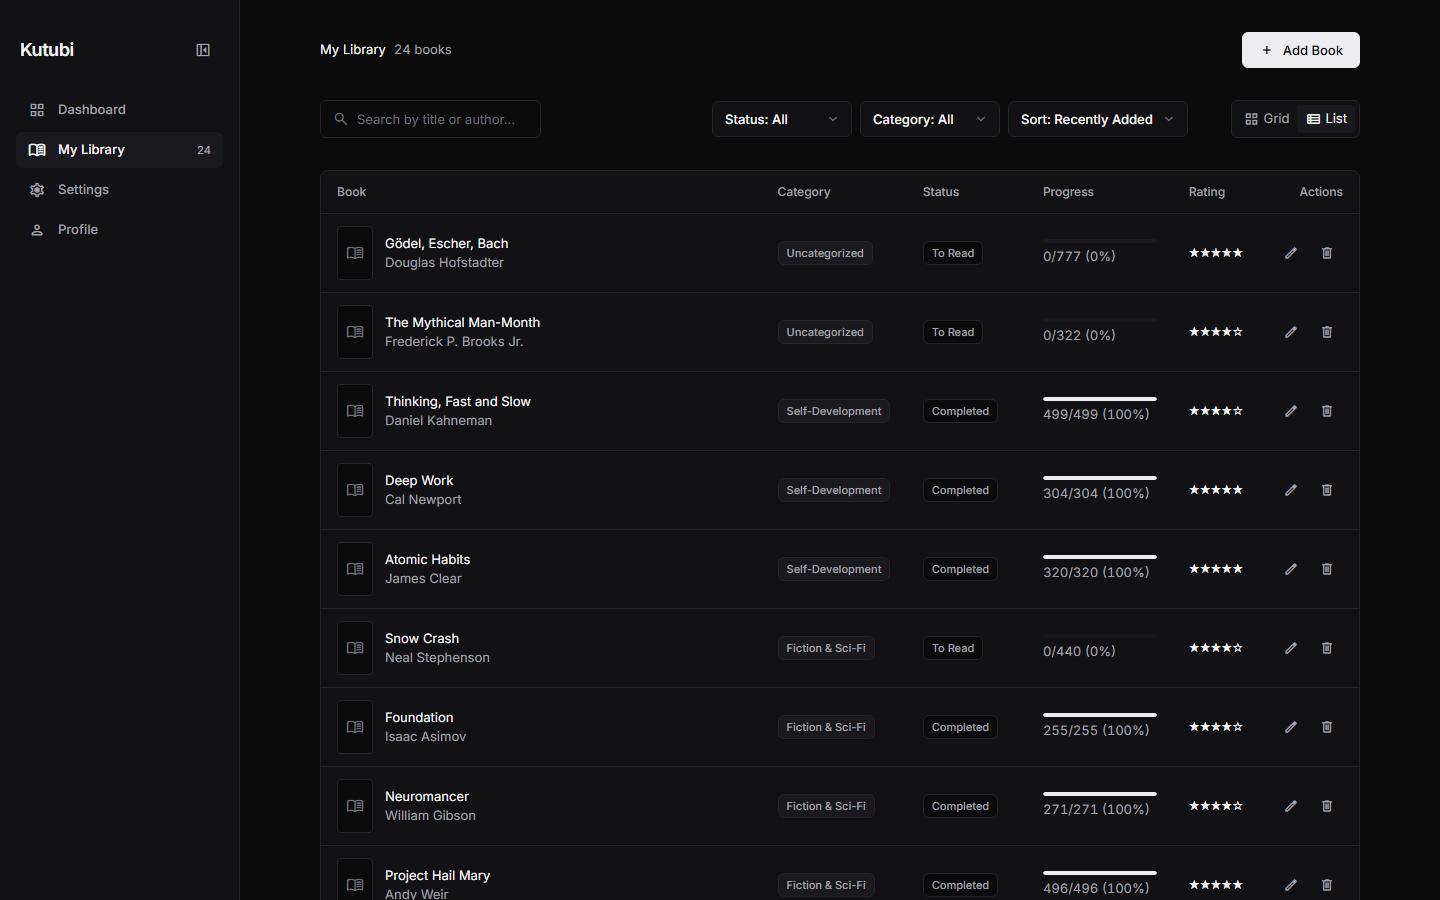 Kutubi
Dashboard
My Library 24
Settings
Profile
My Library 24 books
+ Add Book
Search by title or author...
Status: All
Category: All
Sort: Recently Added
Grid
List
Book Category Status Progress Rating Actions
Gödel, Escher, Bach
Douglas Hofstadter
Uncategorized
To Read
0/777 (0%)
★★★★★
The Mythical Man-Month
Frederick P. Brooks Jr.
Uncategorized
To Read
0/322 (0%)
★★★★☆
Thinking, Fast and Slow
Daniel Kahneman
Self-Development
Completed
499/499 (100%)
★★★★☆
Deep Work
Cal Newport
Self-Development
Completed
304/304 (100%)
★★★★★
Atomic Habits
James Clear
Self-Development
Completed
320/320 (100%)
★★★★★
Snow Crash
Neal Stephenson
Fiction & Sci-Fi
To Read
0/440 (0%)
★★★★☆
Foundation
Isaac Asimov
Fiction & Sci-Fi
Completed
255/255 (100%)
★★★★☆
Neuromancer
William Gibson
Fiction & Sci-Fi
Completed
271/271 (100%)
★★★★☆
Project Hail Mary
Andy Weir
Fiction & Sci-Fi
Completed
496/496 (100%)
★★★★★